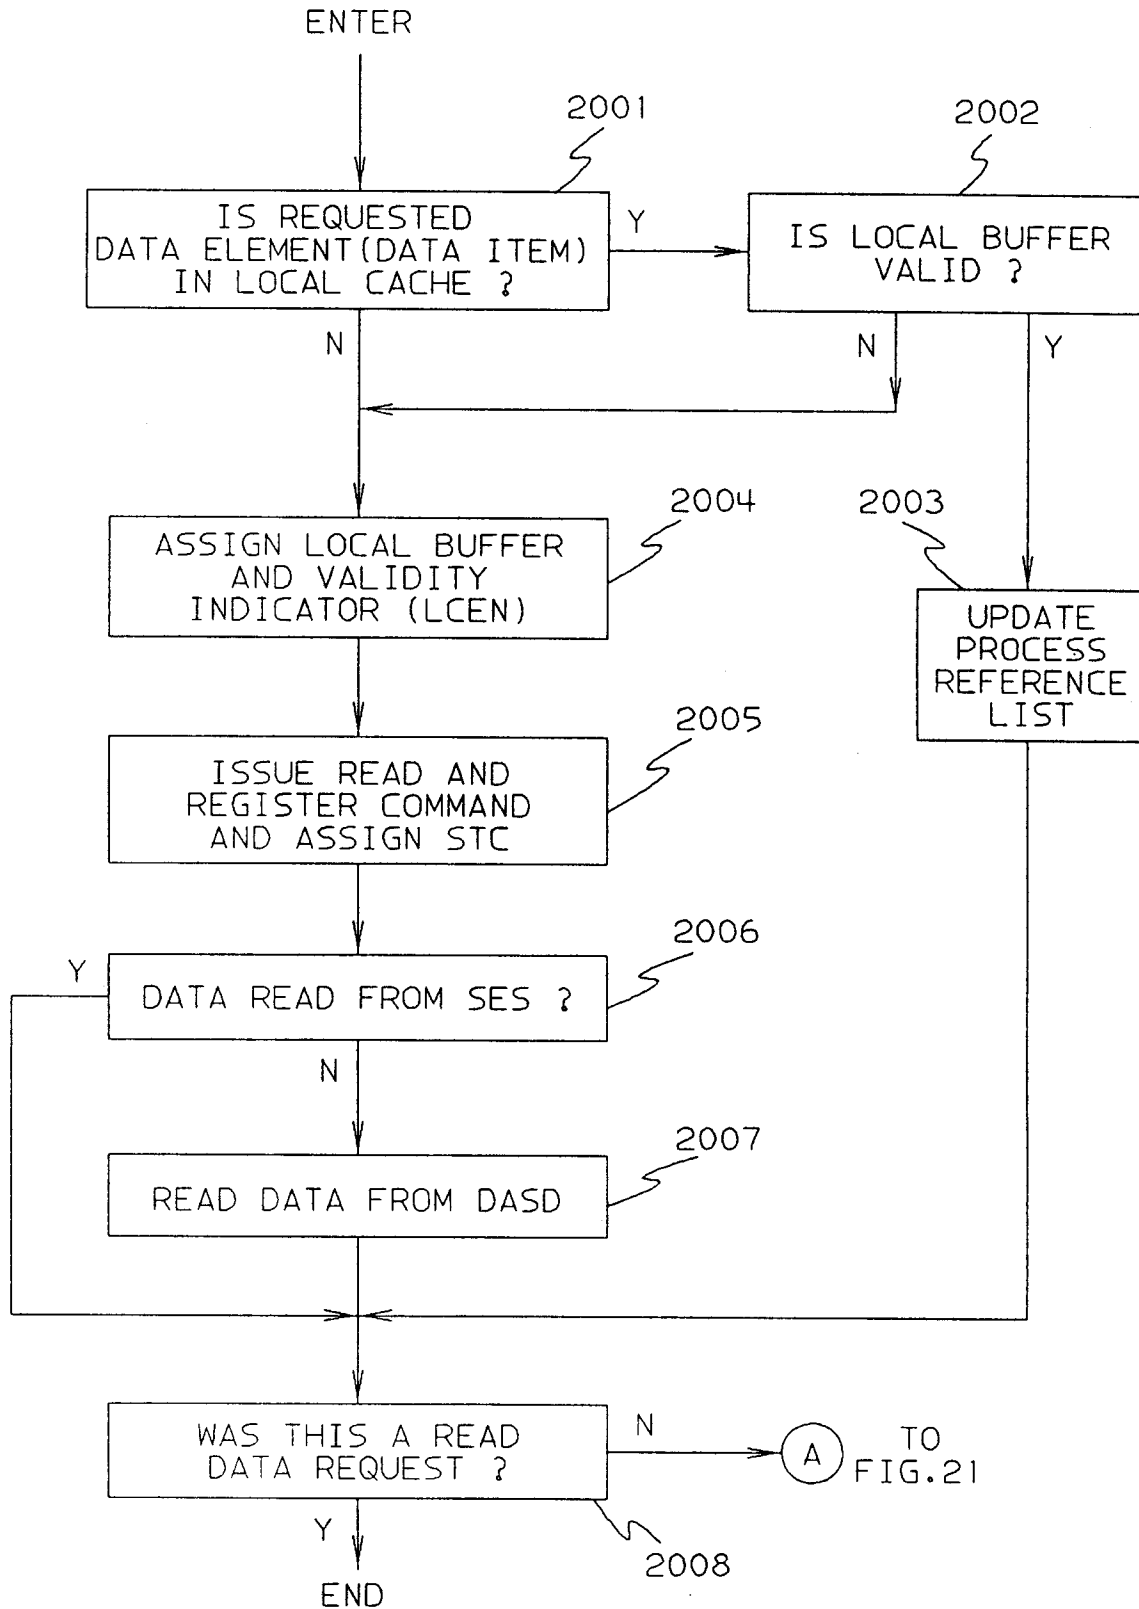 ENTER
2001
2002
IS REQUESTED
DATA ELEMENT(DATA ITEM)
IN LOCAL CACHE ?
Y
IS LOCAL BUFFER
VALID ?
N
N
Y
2004
2003
ASSIGN LOCAL BUFFER
AND VALIDITY
INDICATOR (LCEN)
UPDATE
PROCESS
REFERENCE
LIST
2005
ISSUE READ AND
REGISTER COMMAND
AND ASSIGN STC
2006
Y
DATA READ FROM SES ?
N
2007
READ DATA FROM DASD
WAS THIS A READ
DATA REQUEST ?
N
A
TO
FIG.21
Y
2008
END